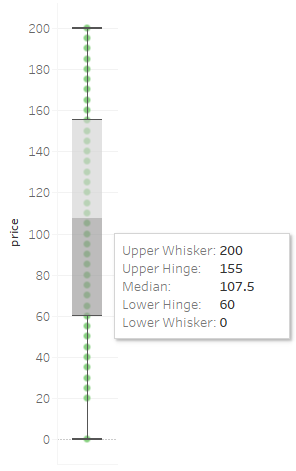 200
180
160
140
120
100
80
60
40
20
0
price
Upper Whisker: 200
Upper Hinge: 155
Median: 107.5
Lower Hinge: 60
Lower Whisker: 0